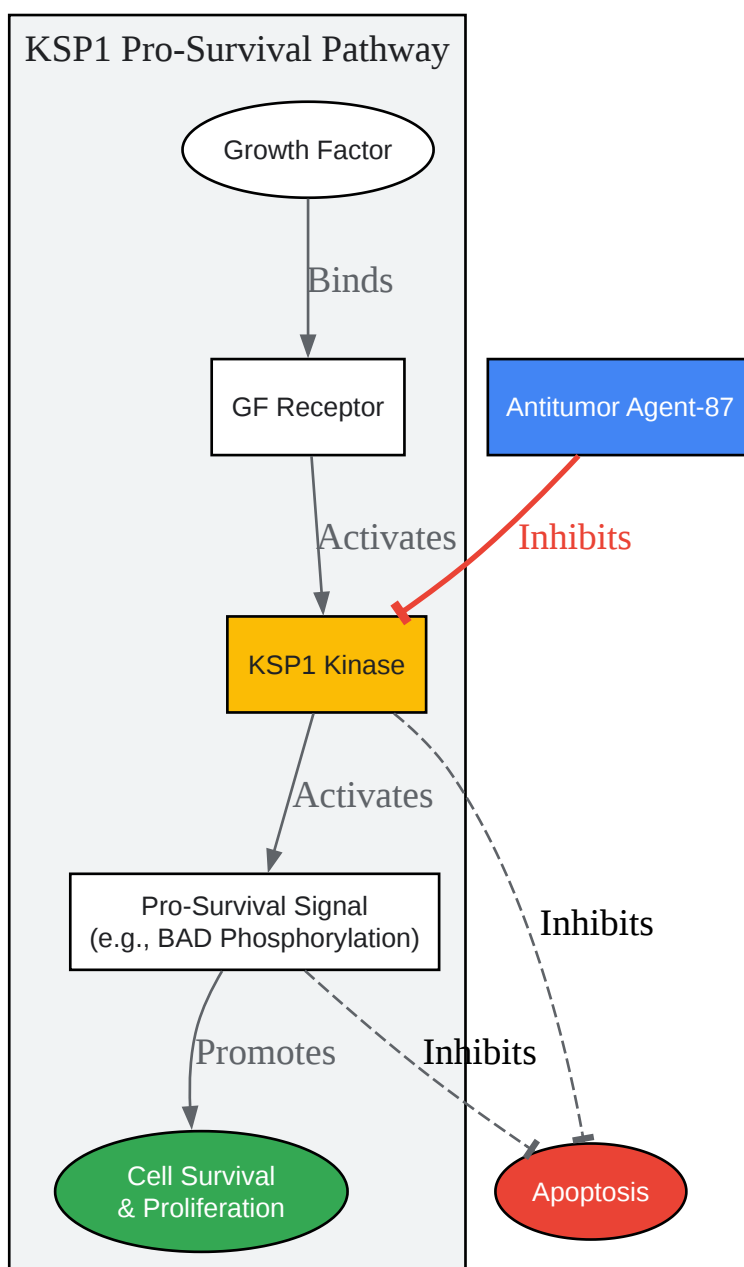 KSP1 Pro-Survival Pathway
Growth Factor
Binds
GF Receptor
Antitumor Agent-87
Activates
Inhibits
KSP1 Kinase
Activates
Pro-Survival Signal
(e.g., BAD Phosphorylation)
Inhibits
Promotes
Inhibits
Cell Survival
& Proliferation
Apoptosis